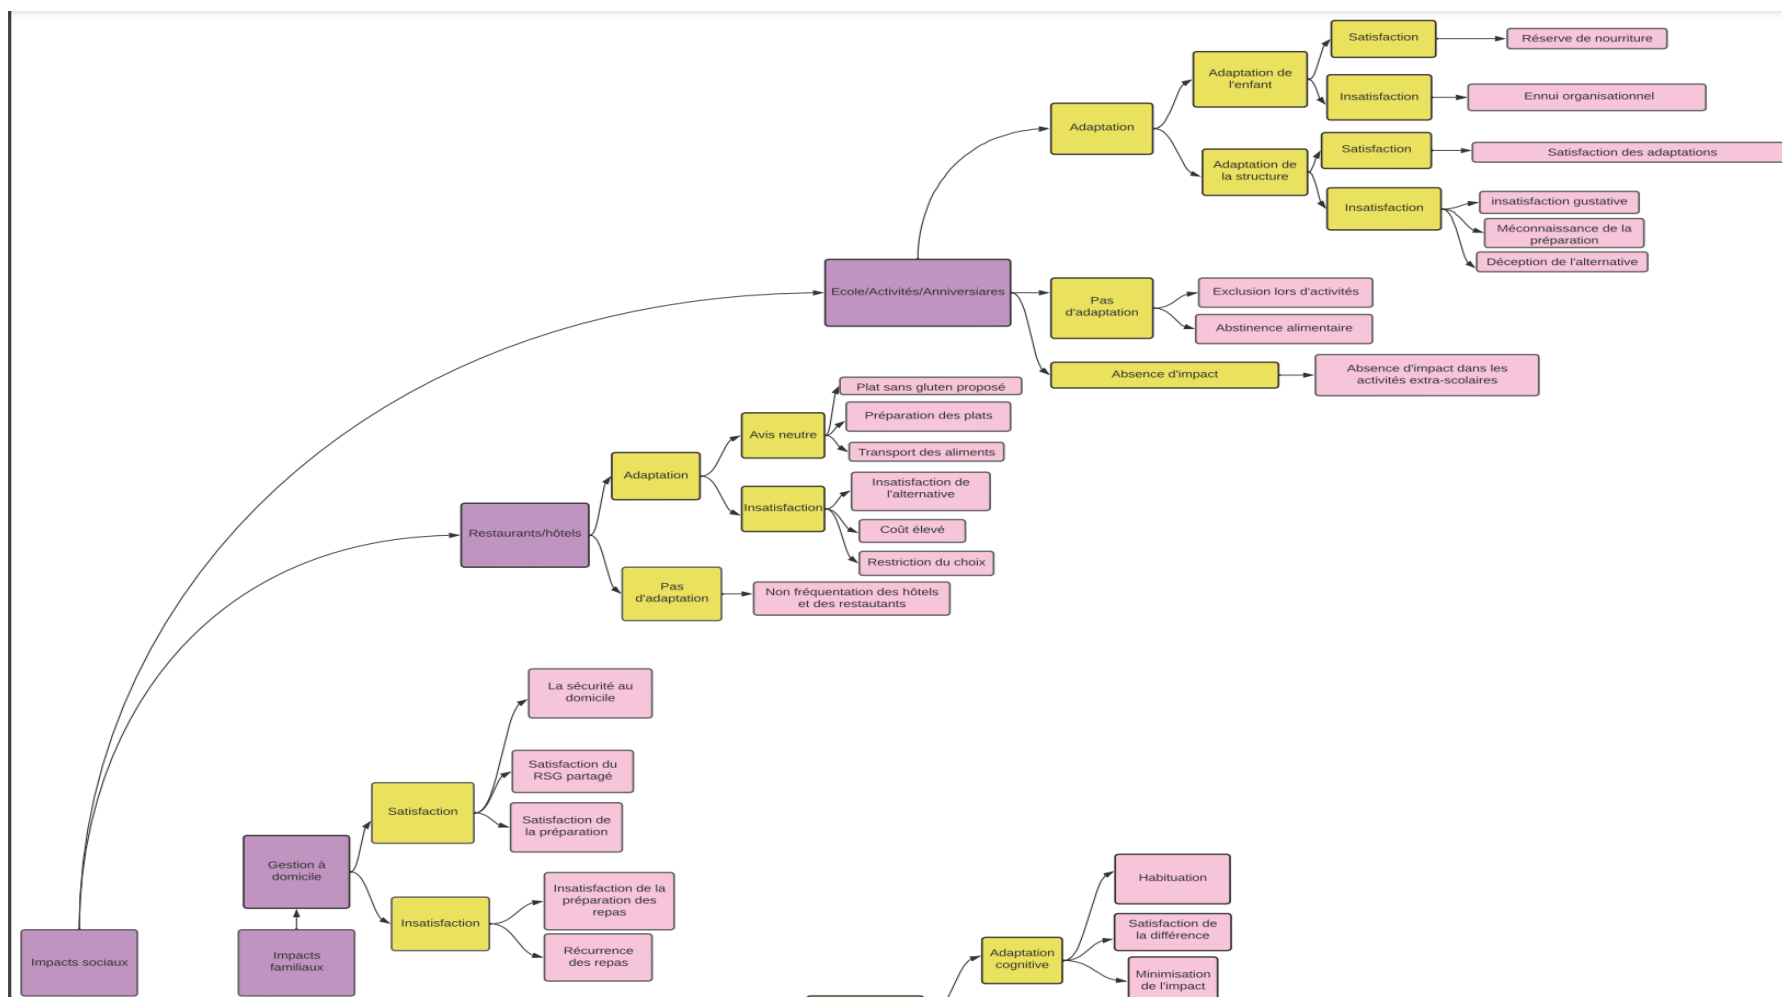 Satisfaction
Réserve de nourriture
Adaptation de
l'enfant
Insatisfaction
Ennui organisationnel
Adaptation
Satisfaction
Satisfaction des adaptations
Adaptation de
la structure
Insatisfaction
insatisfaction gustative
Méconnaissance de la
préparation
Déception de l'alternative
Ecole/Activités/Anniversiares
Pas
d'adaptation
Exclusion lors d'activités
Abstinence alimentaire
Absence d'impact
Absence d'impact dans les
activités extra-scolaires
Plat sans gluten proposé
Préparation des plats
Avis neutre
Transport des aliments
Adaptation
Insatisfaction de
l'alternative
Insatisfaction
Coût élevé
Restriction du choix
Restaurants/hôtels
Pas
d'adaptation
Non fréquentation des hôtels
et des restautants
La sécurité au
domicile
Satisfaction du
RSG partagé
Satisfaction
Satisfaction de
la préparation
Gestion à
domicile
Insatisfaction de la
préparation des
repas
Insatisfaction
Récurrence
des repas
Impacts sociaux
Impacts
familiaux
Habituation
Satisfaction de
la différence
Adaptation
cognitive
Minimisation
de l'impact